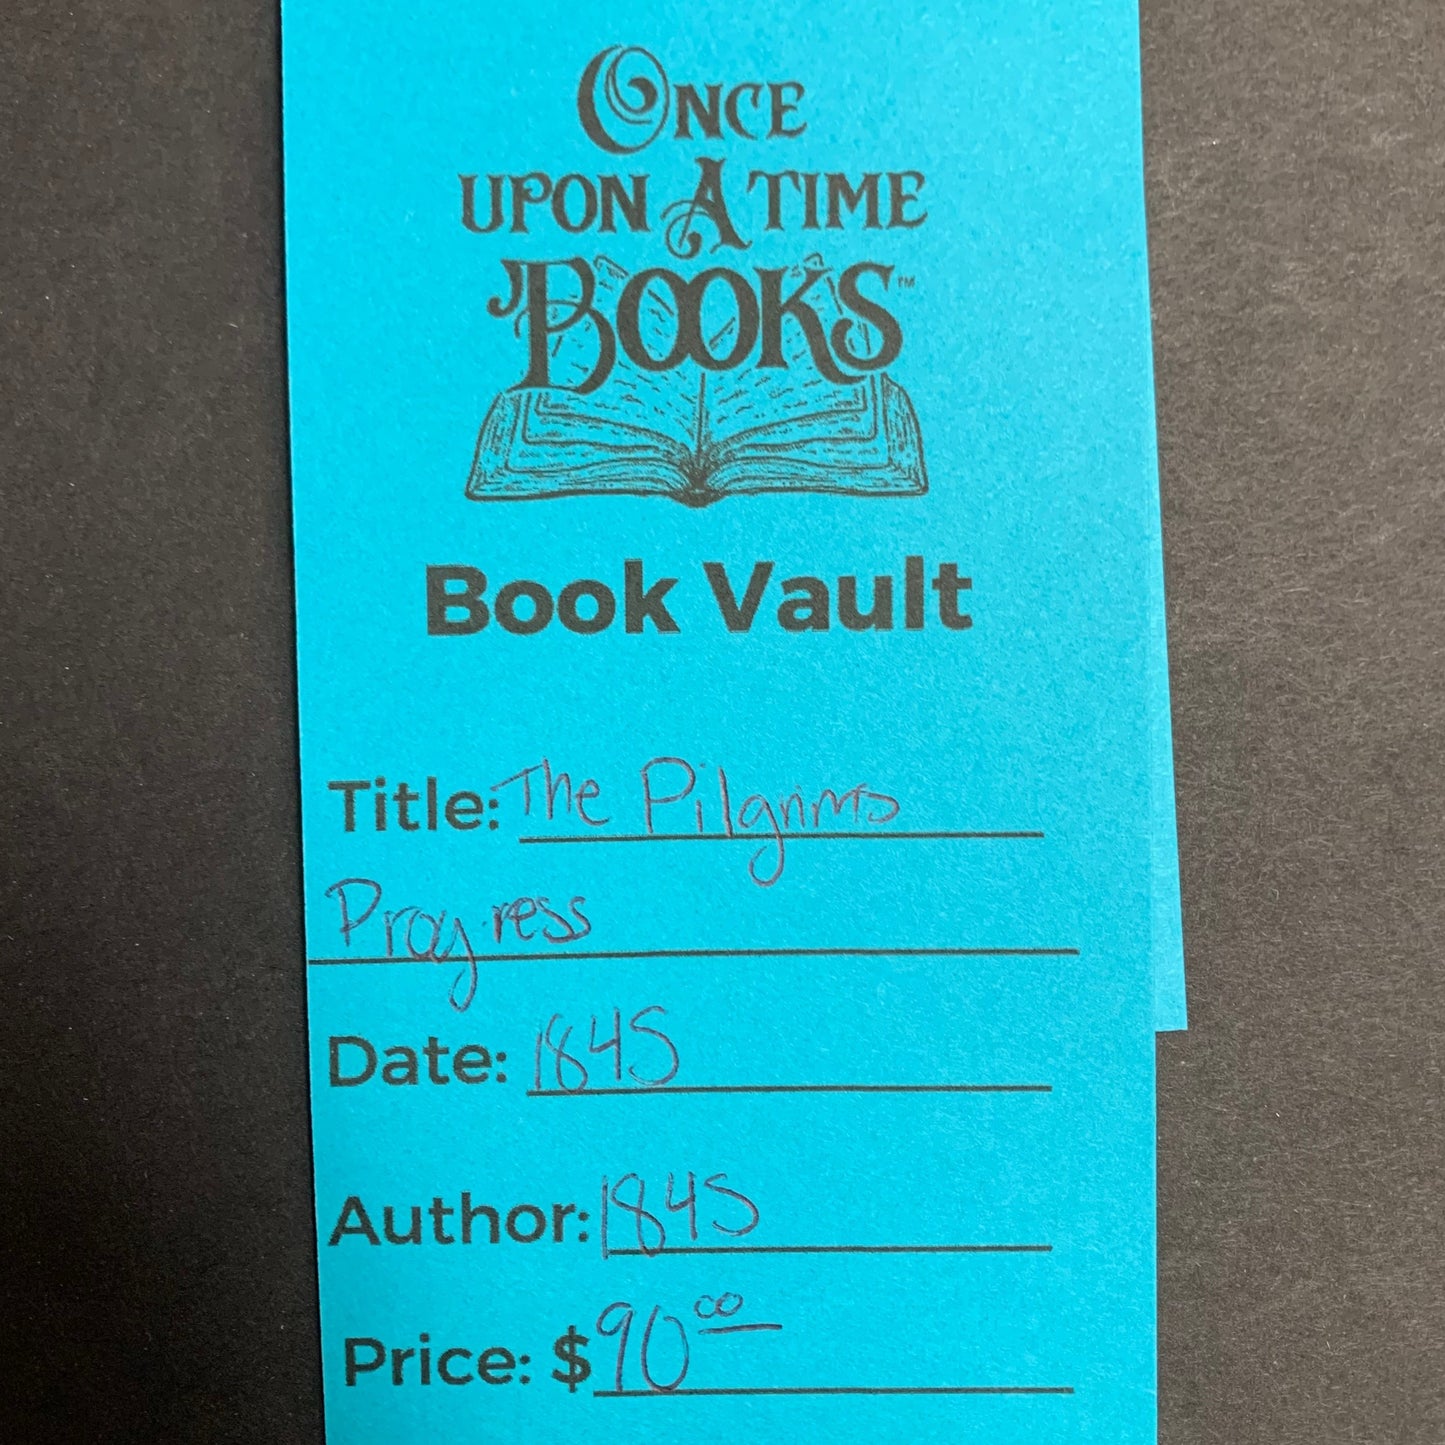 ONCE
UPON A TIME
BOOKS™
Book Vault
Title: The Pilgrims
Progress
Date: 1845
Author: 1845
Price: $90.00